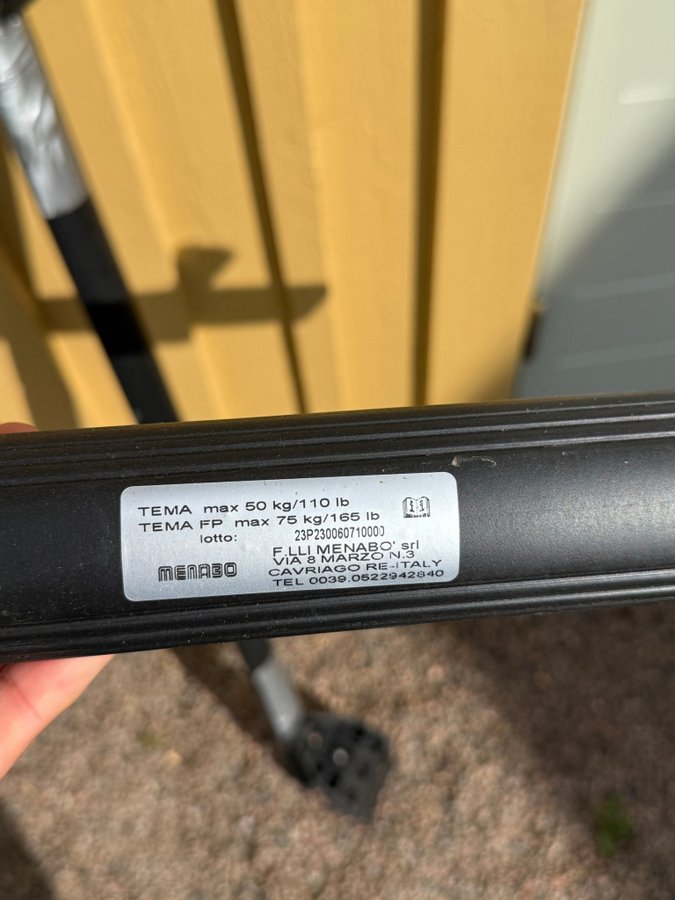 TEMA max 50 kg/110 lb
TEMA FP max 75 kg/165 lb
lotto: 23P230060710000
MENABO
F.LLI MENABO' srl
VIA 8 MARZO N.3
CAVRIAGO RE-ITALY
TEL 0039.0522942840